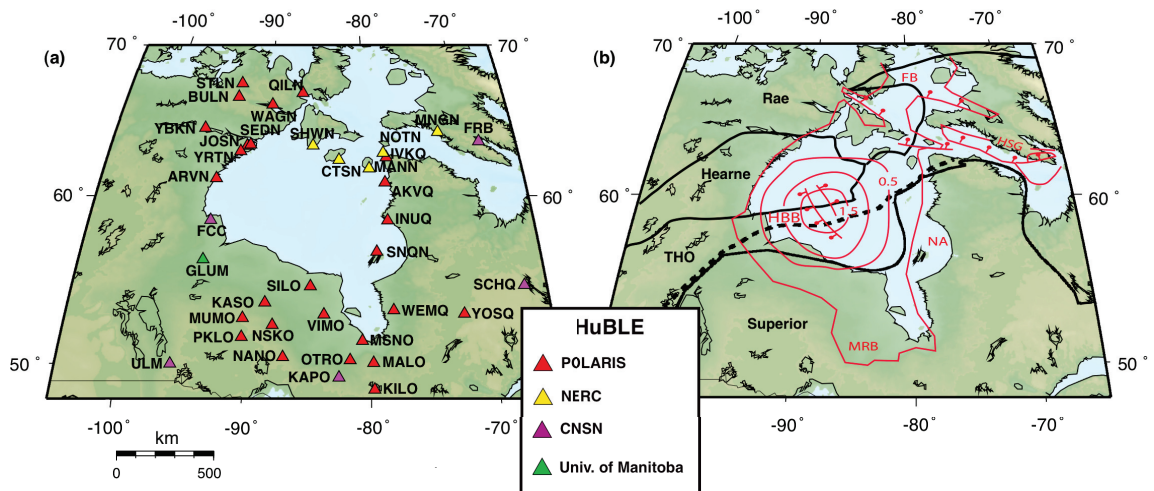 -100° -90° -80° -70°
(a) 70° 70°
STLN QILN
BULN
WAGN
YBKN SEDN SHWN MNGN FRB
JOSN NOTN
YRTN IVKQ
CTSN MANN
ARVN AKVQ
60° 60°
FCC INUQ
SNQN
GLUM
SILO SCHQ
KASO
MUMO VIMO WEMQ YOSQ
PKLO NSKO MSNO
NANO OTRO MALO
50° ULM
KAPO KILO
-100° -90° -80° -70°
km
0 500
-100° -90° -80° -70°
(b) 70° 70°
FB
Rae
HSG
Hearne 0.5
60° 60°
HBB 1.5
NA
THO
Superior
MRB
50°
-90° -80° -70°
HuBLE
POLARIS
NERC
CNSN
Univ. of Manitoba